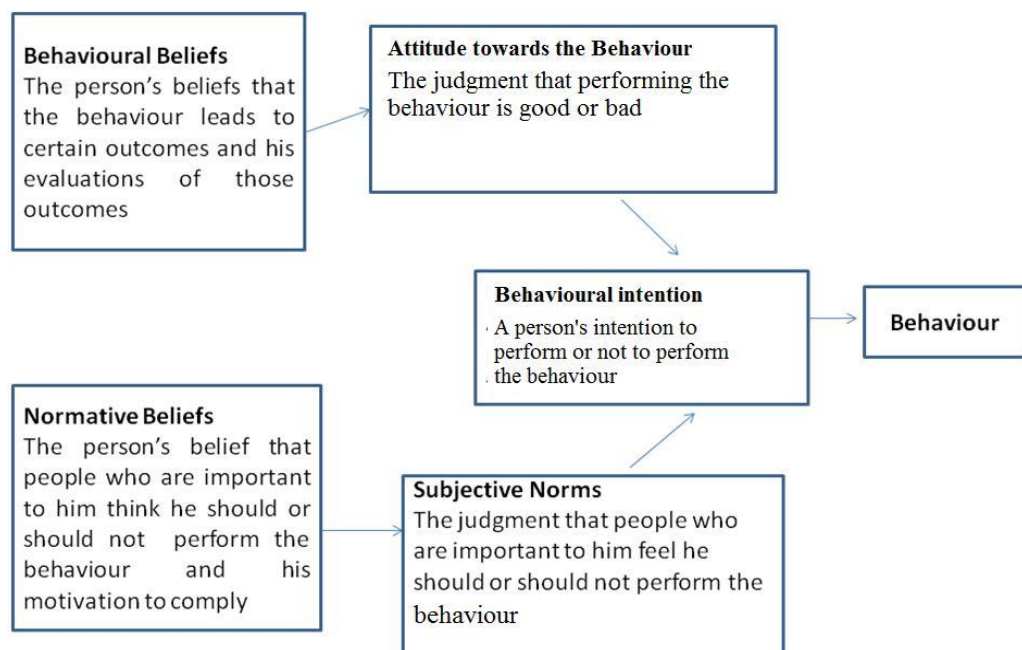 Behavioural Beliefs
The person’s beliefs that
the behaviour leads to
certain outcomes and his
evaluations of those
outcomes
Attitude towards the Behaviour
The judgment that performing the
behaviour is good or bad
Behavioural intention
A person's intention to
perform or not to perform
the behaviour
Behaviour
Normative Beliefs
The person’s belief that
people who are important
to him think he should or
should not perform the
behaviour and his
motivation to comply
Subjective Norms
The judgment that people who
are important to him feel he
should or should not perform the
behaviour